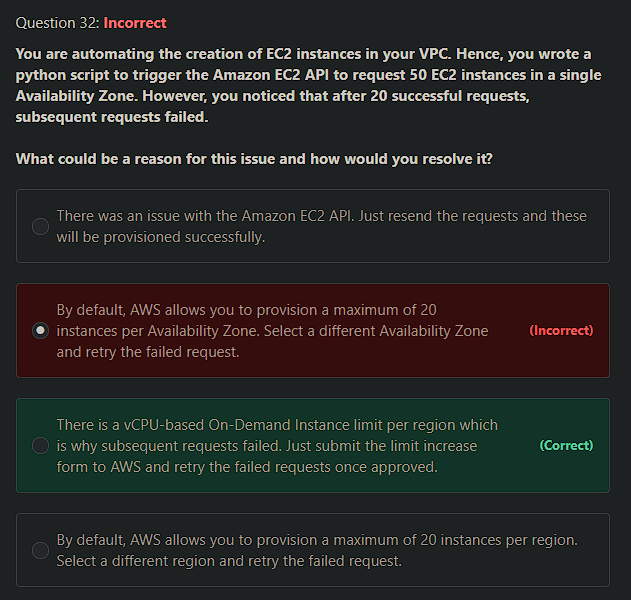 Question 32: Incorrect
You are automating the creation of EC2 instances in your VPC. Hence, you wrote a
python script to trigger the Amazon EC2 API to request 50 EC2 instances in a single
Availability Zone. However, you noticed that after 20 successful requests,
subsequent requests failed.
What could be a reason for this issue and how would you resolve it?
There was an issue with the Amazon EC2 API. Just resend the requests and these
will be provisioned successfully.
By default, AWS allows you to provision a maximum of 20
instances per Availability Zone. Select a different Availability Zone
and retry the failed request.
(Incorrect)
There is a vCPU-based On-Demand Instance limit per region which
is why subsequent requests failed. Just submit the limit increase
form to AWS and retry the failed requests once approved.
(Correct)
By default, AWS allows you to provision a maximum of 20 instances per region.
Select a different region and retry the failed request.